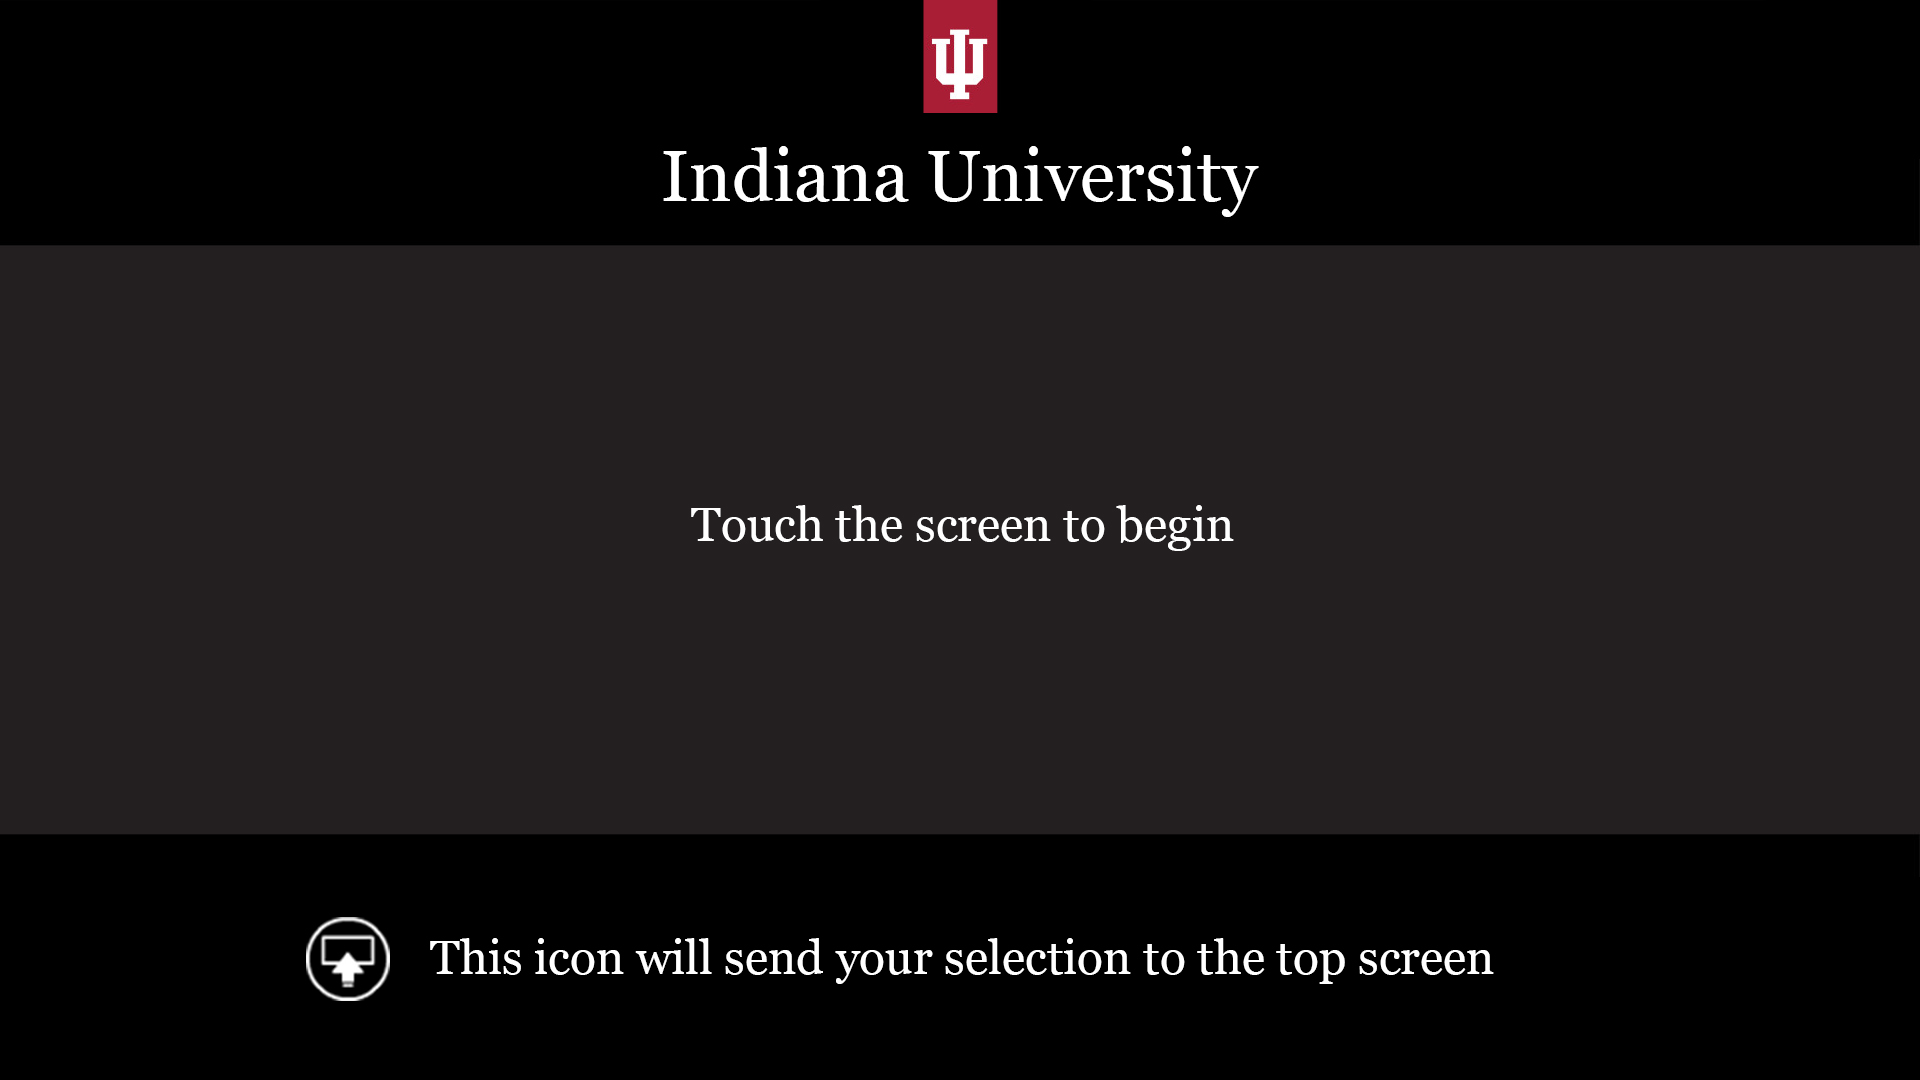 Indiana University
Touch the screen to begin
This icon will send your selection to the top screen